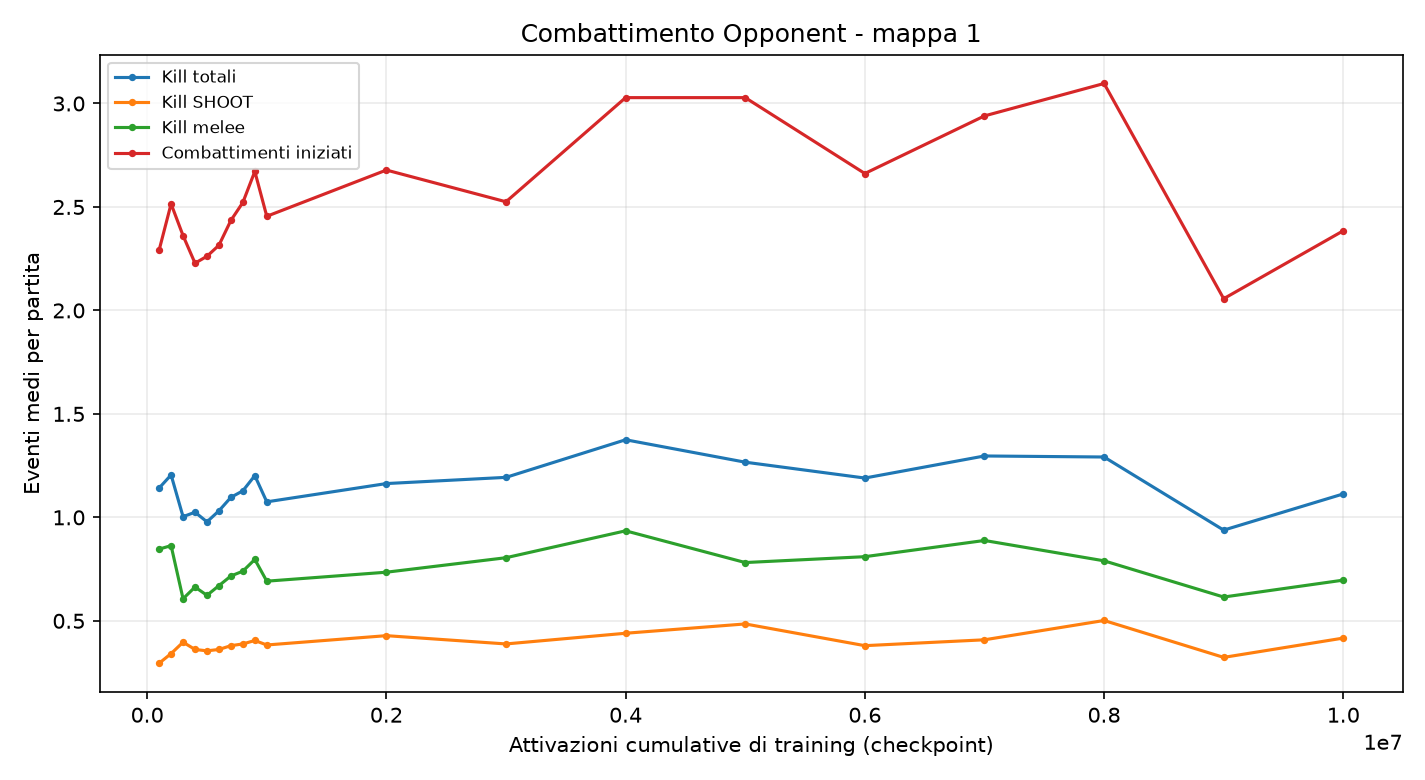 Combattimento Opponent - mappa 1
Kill totali
Kill SHOOT
Kill melee
Combattimenti iniziati
Eventi medi per partita
3.0
2.5
2.0
1.5
1.0
0.5
0.0
0.2
0.4
0.6
0.8
1.0
1e7
Attivazioni cumulative di training (checkpoint)